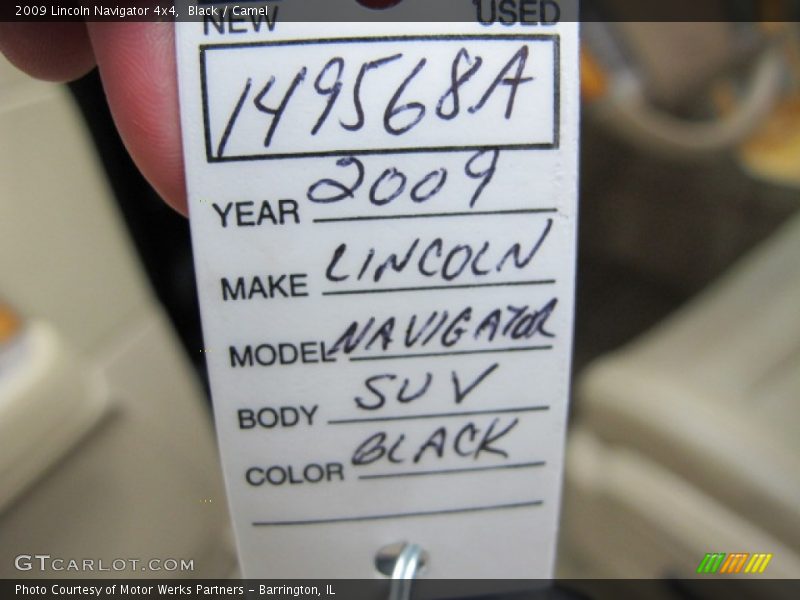 2009 Lincoln Navigator 4x4,  Black / Camel
NEW USED
149568A
YEAR 2009
MAKE LINCOLN
MODEL NAVIGATOR
BODY SUV
COLOR BLACK
GTCARLOT.COM
Photo Courtesy of Motor Werks Partners - Barrington, IL